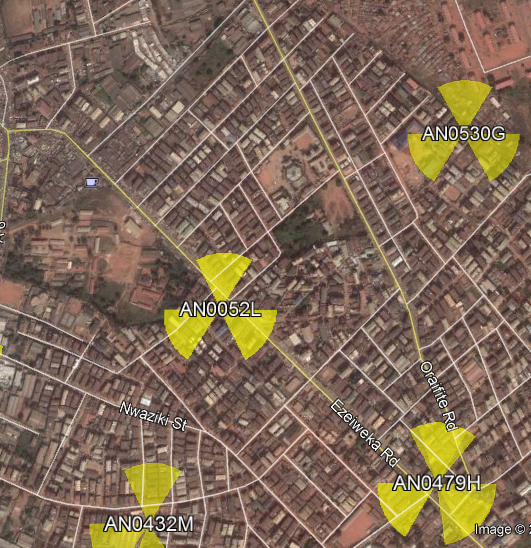 AN0530G
AN0052L
Oraifite Rd
Nwaziki St
Ezeiweka Rd
AN0479H
AN0432M
Image ©